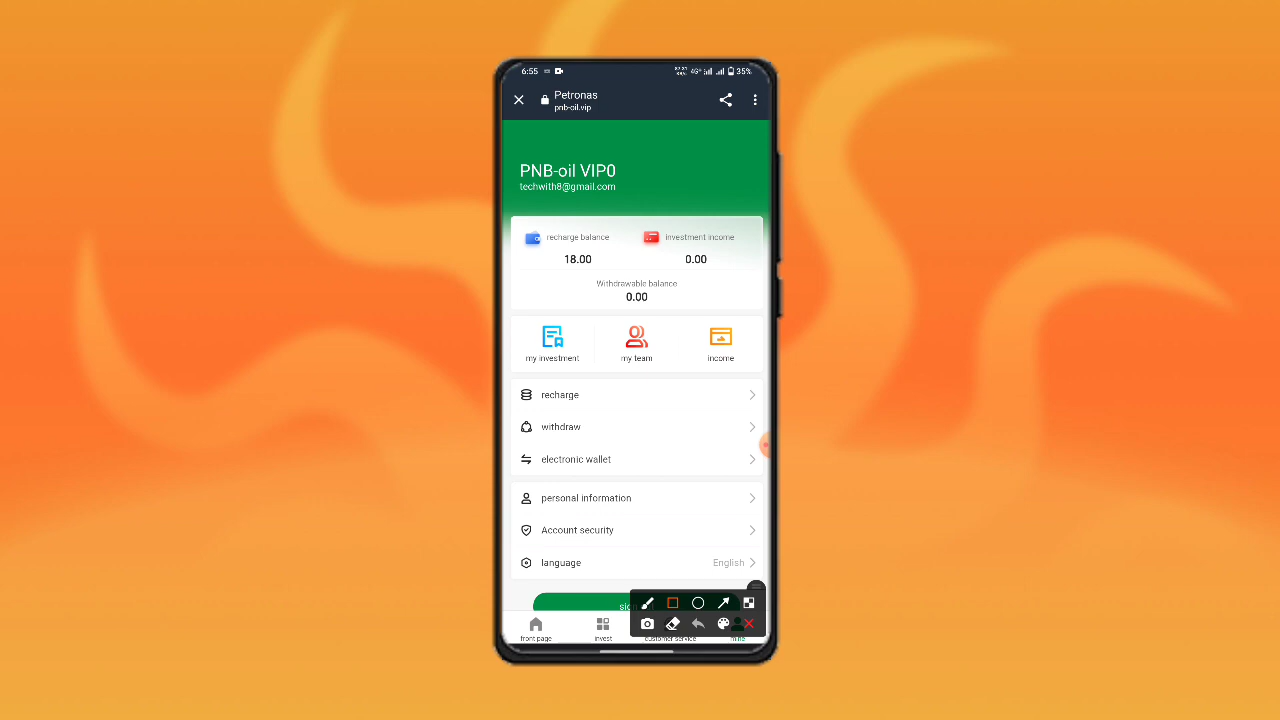 6:55
4G+
35%
Petronas
pnb-oil.vip
PNB-oil VIP0
techwith8@gmail.com
recharge balance
investment income
18.00
0.00
Withdrawable balance
0.00
my investment
my team
income
recharge
withdraw
electronic wallet
personal information
Account security
language
English
front page
invest
customer service
mine